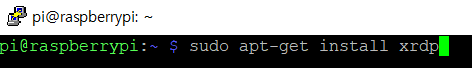 pi@raspberrypi: ~
pi@raspberrypi:~ $ sudo apt-get install xrdp